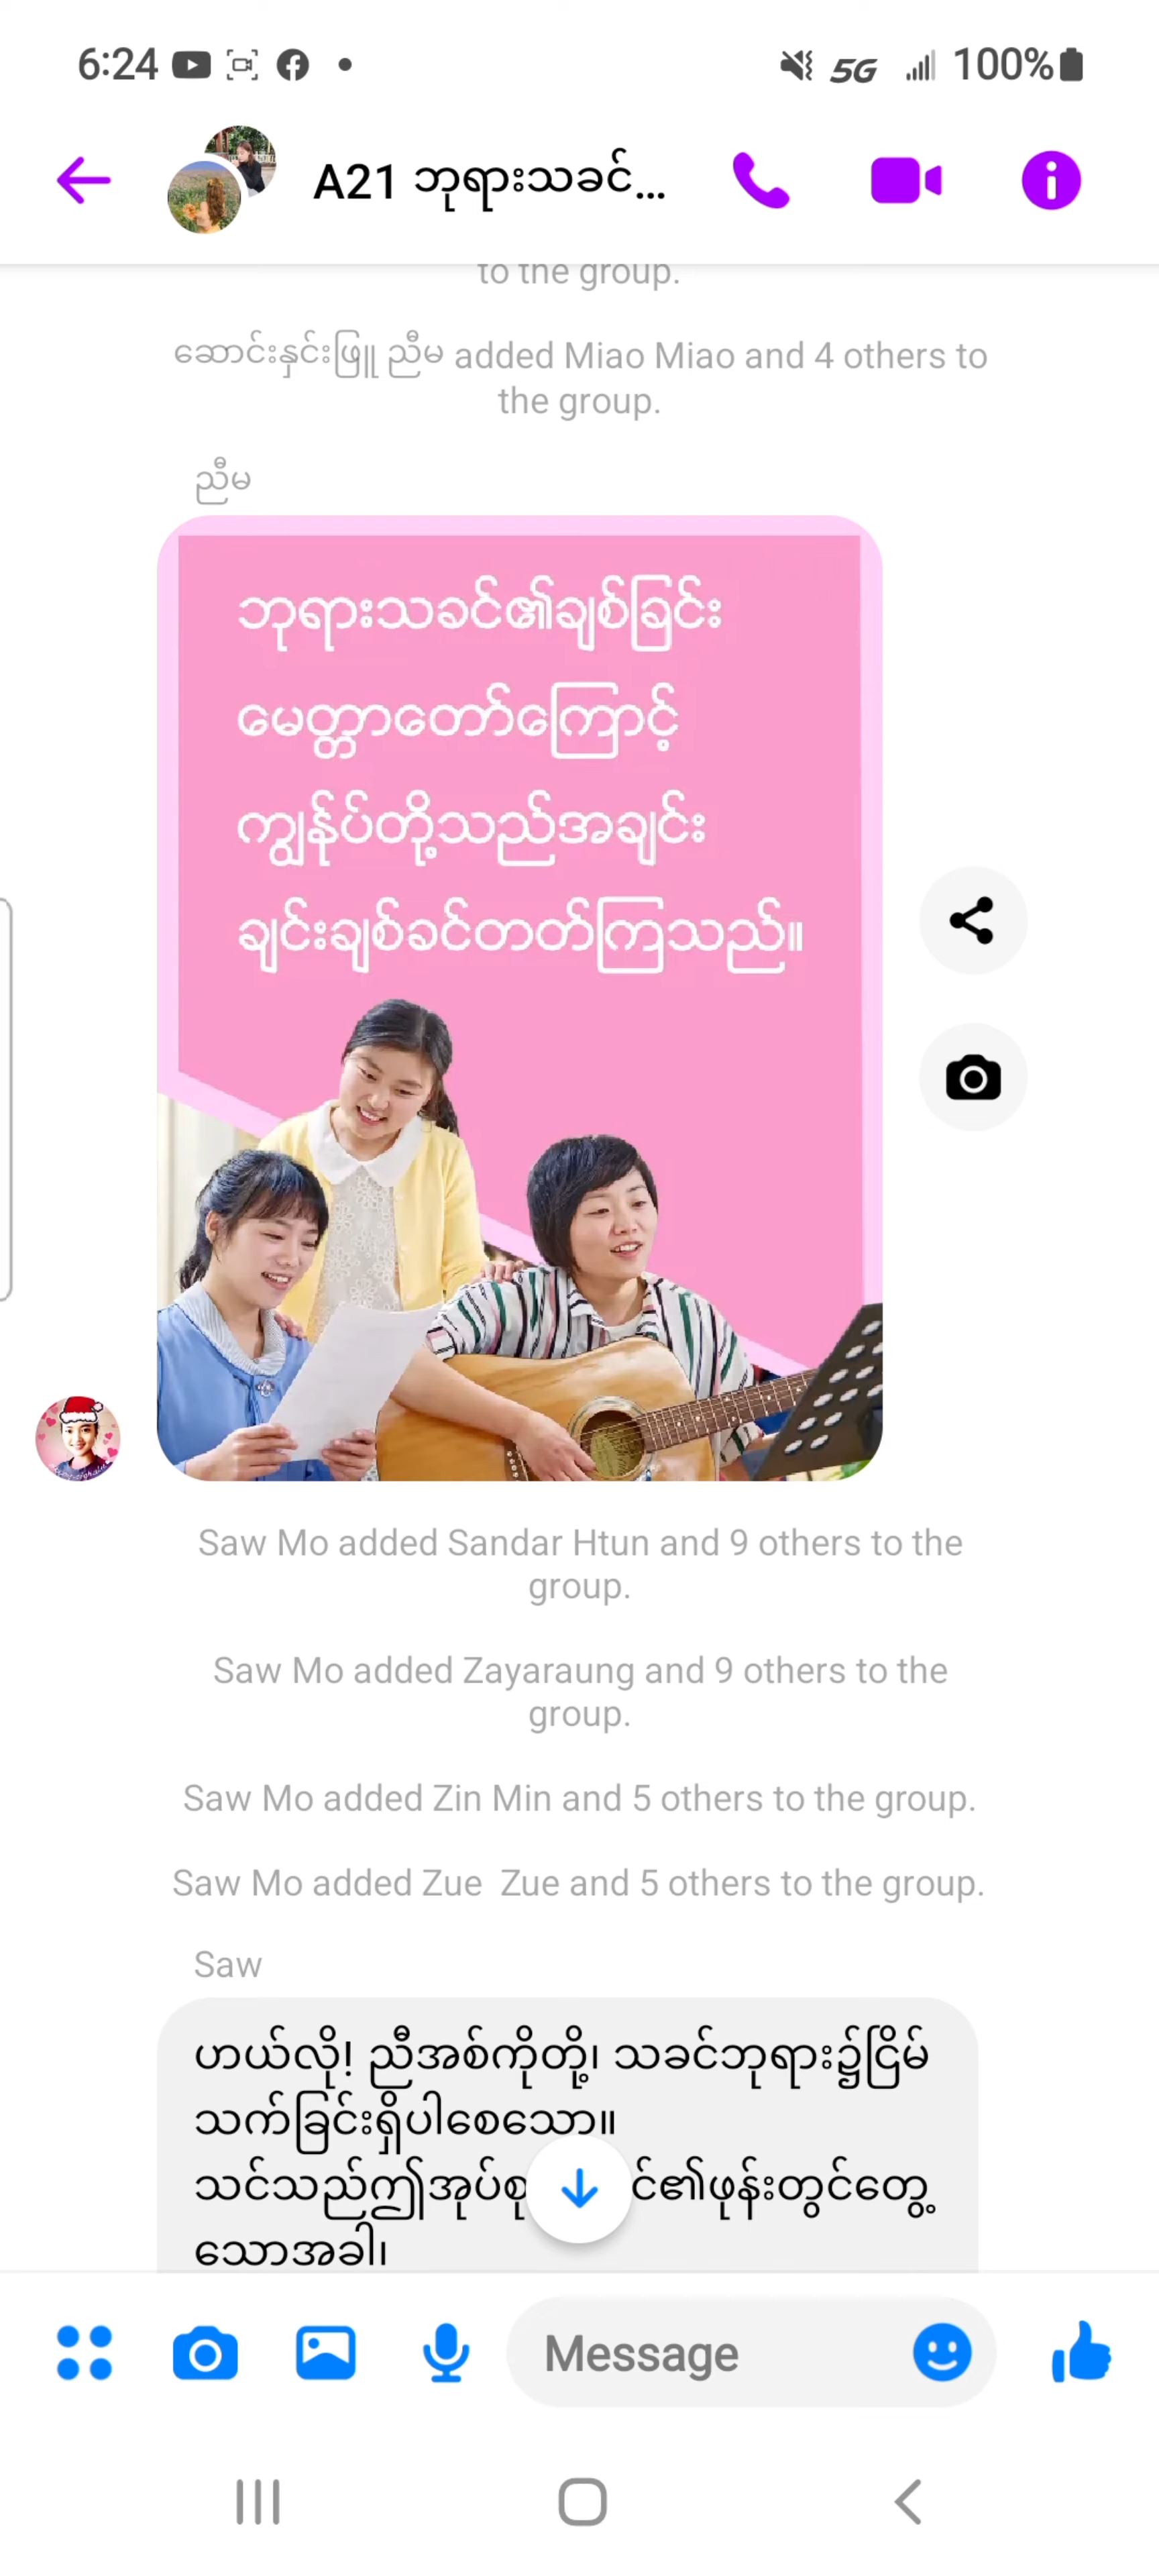 6:24
5G 100%
A21 ဘုရားသခင်...
to the group.
ဆောင်းနှင်းဖြူ ညီမ added Miao Miao and 4 others to
the group.
ညီမ
ဘုရားသခင်၏ချစ်ခြင်း
မေတ္တာတော်ကြောင့်
ကျွန်ုပ်တို့သည်အချင်း
ချင်းချစ်ခင်တတ်ကြသည်။
Saw Mo added Sandar Htun and 9 others to the
group.
Saw Mo added Zayaraung and 9 others to the
group.
Saw Mo added Zin Min and 5 others to the group.
Saw Mo added Zue Zue and 5 others to the group.
Saw
ဟယ်လို! ညီအစ်ကိုတို့၊ သခင်ဘုရား၌ငြိမ်
သက်ခြင်းရှိပါစေသော။
သင်သည်ဤအုပ်စု င်၏ဖုန်းတွင်တွေ့
သောအခါ၊
Message